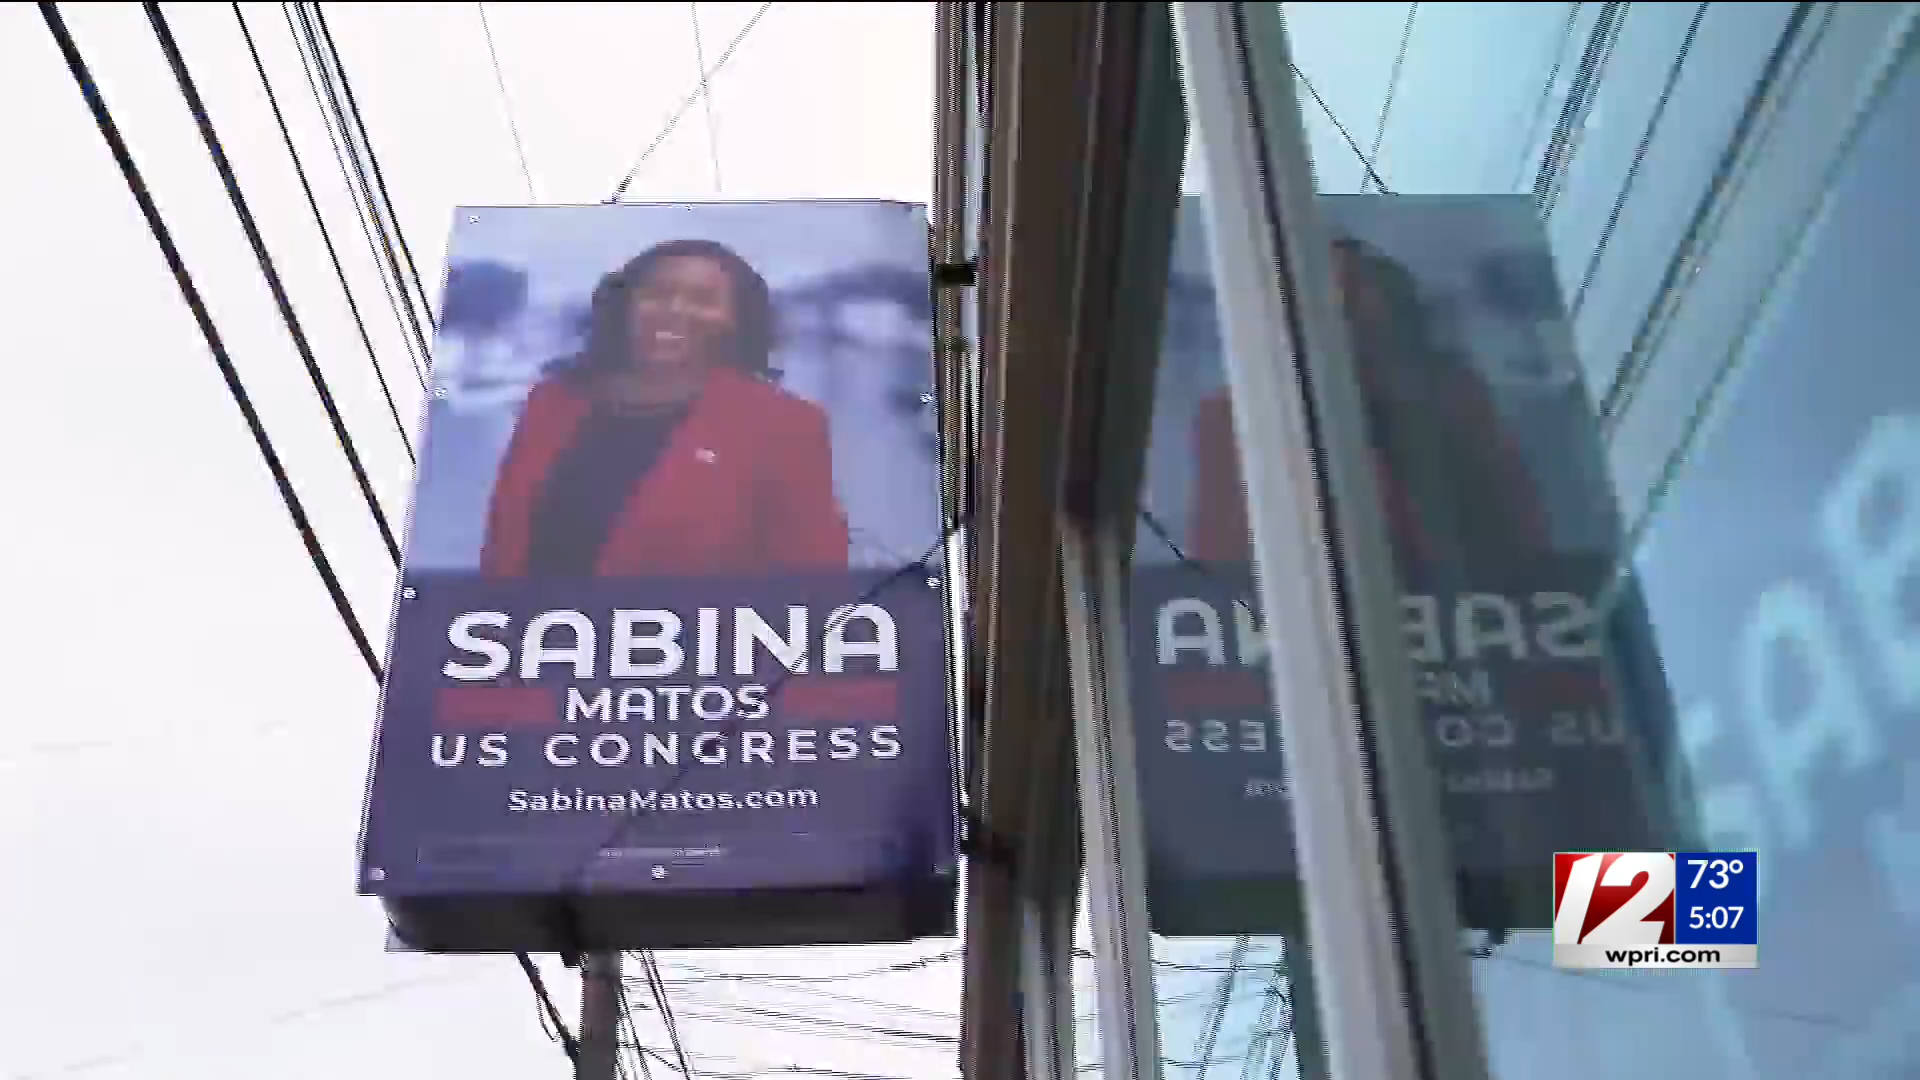 SABINA
MATOS
US CONGRESS
SabinaMatos.com
12
73°
5:07
wpri.com